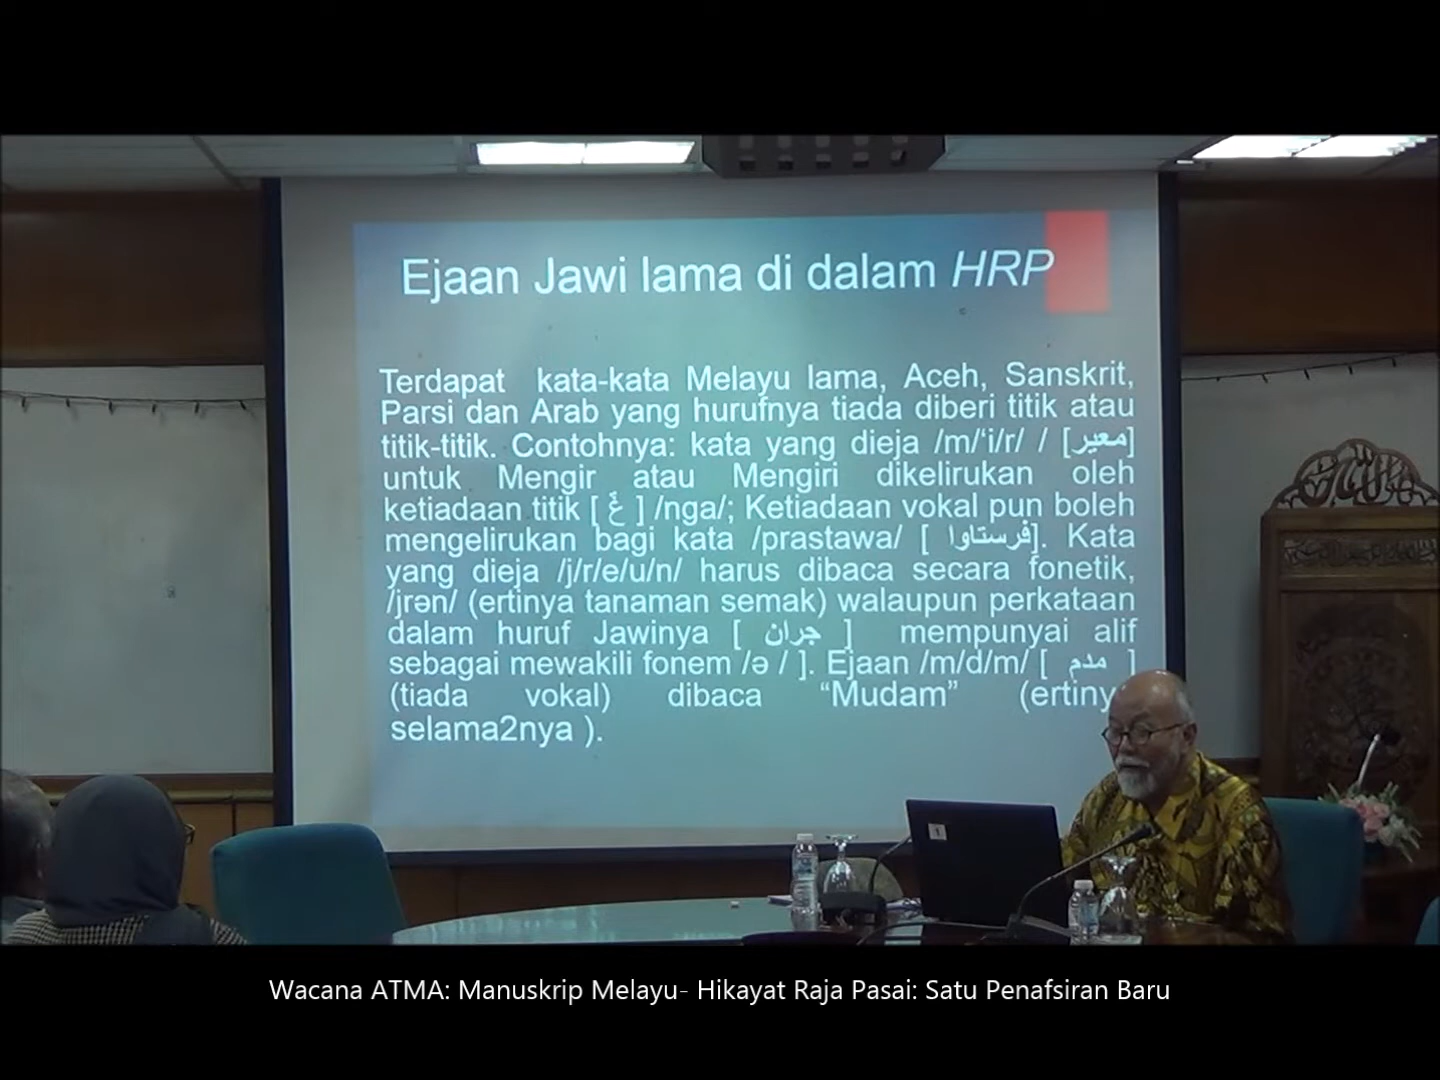 Ejaan Jawi lama di dalam HRP
Terdapat kata-kata Melayu lama, Aceh, Sanskrit,
Parsi dan Arab yang hurufnya tiada diberi titik atau
titik-titik. Contohnya: kata yang dieja /m/‘i/r/ / [معير]
untuk Mengir atau Mengiri dikelirukan oleh
ketiadaan titik [ ڠ ] /nga/; Ketiadaan vokal pun boleh
mengelirukan bagi kata /prastawa/ [ فرستاوا]. Kata
yang dieja /j/r/e/u/n/ harus dibaca secara fonetik,
/jrən/ (ertinya tanaman semak) walaupun perkataan
dalam huruf Jawinya [ جران ] mempunyai alif
sebagai mewakili fonem /ə / ]. Ejaan /m/d/m/ [ مدم ]
(tiada vokal) dibaca “Mudam” (ertiny
selama2nya ).
Wacana ATMA: Manuskrip Melayu- Hikayat Raja Pasai: Satu Penafsiran Baru